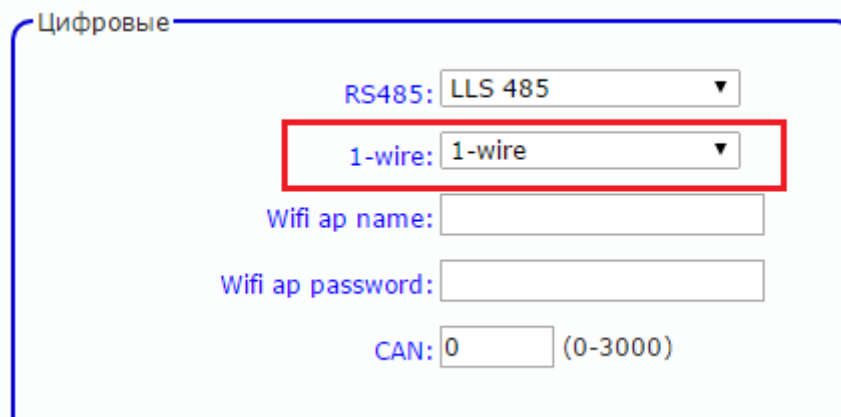 Цифровые
RS485: LLS 485
1-wire: 1-wire
Wifi ap name:
Wifi ap password:
CAN: 0 (0-3000)